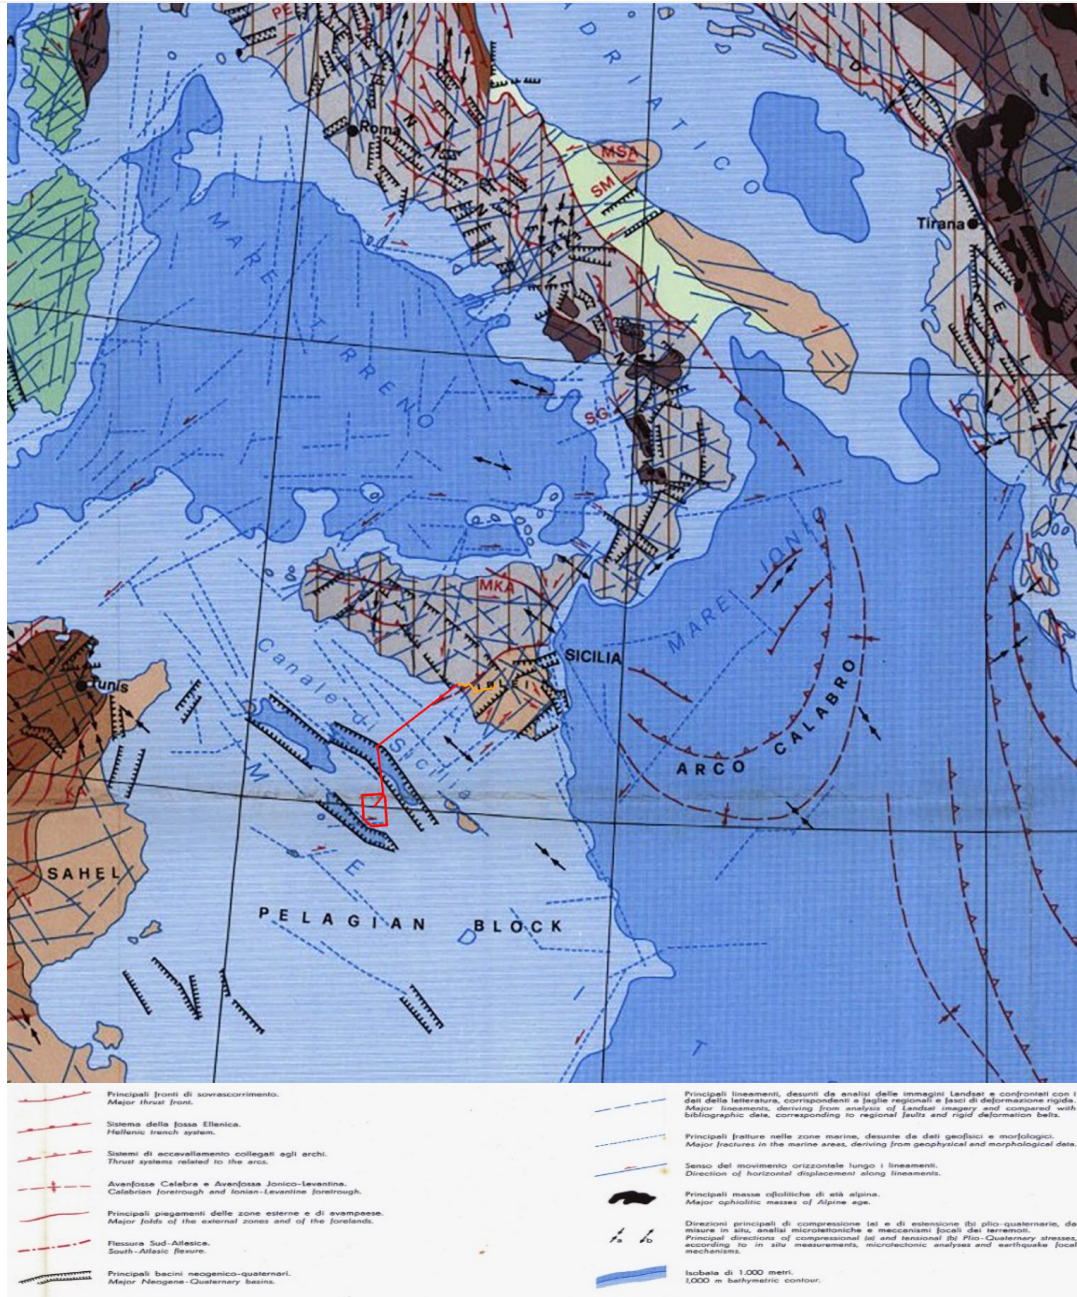 PE
ADRIATICO
D
Roma
MSA
SM
Tirana
MARE
TIRRENO
N
E
SG
MKA
MARE IONIO
SICILIA
IBLEI
Tunis
Canale di Sicilia
CALABRO
ARCO
KA
M
E
D
I
T
SAHEL
PELAGIAN BLOCK
Principali fronti di sovrascorrimento.
Major thrust front.
Sistema della fossa Ellenica.
Hellenic trench system.
Sistemi di accavallamento collegati agli archi.
Thrust systems related to the arcs.
Avanfossa Calabra e Avanfossa Jonico-Levantina.
Calabrian foretrough and Ionian-Levantine foretrough.
Principali piegamenti delle zone esterne e di avampaese.
Major folds of the external zones and of the forelands.
Flessura Sud-Atlasica.
South-Atlasic flexure.
Principali bacini neogenico-quaternari.
Major Neogene-Quaternary basins.
Principali lineamenti, desunti da analisi delle immagini Landsat e confrontati con i
dati della letteratura, corrispondenti a faglie regionali e fasci di deformazione rigida.
Major lineaments, deriving from analysis of Landsat imagery and compared with
bibliographic data, corresponding to regional faults and rigid deformation belts.
Principali fratture nelle zone marine, desunte da dati geofisici e morfologici.
Major fractures in the marine areas, deriving from geophysical and morphological data.
Senso del movimento orizzontale lungo i lineamenti.
Direction of horizontal displacement along lineaments.
Principali masse ofiolitiche di età alpina.
Major ophiolitic masses of Alpine age.
a b
Direzioni principali di compressione (a) e di estensione (b) plio-quaternarie, da
misure in situ, analisi microtettoniche e meccanismi focali dei terremoti.
Principal directions of compressional (a) and tensional (b) Plio-Quaternary stresses,
according to in situ measurements, microtectonic analyses and earthquake focal
mechanisms.
Isobata di 1.000 metri.
1,000 m bathymetric contour.